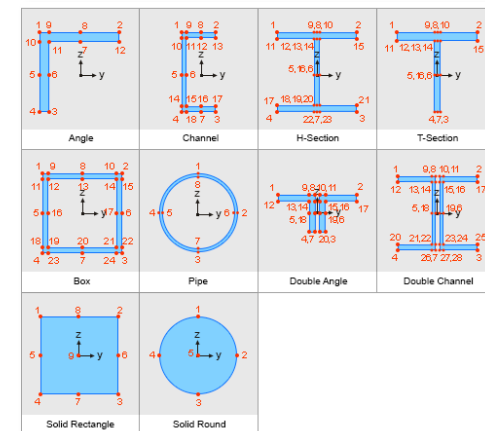 1 9 8 2
10 11 7 12
z
5 6 y
4 3
Angle
1 9 8 2
10 11 12 13
z
5 6 y
14 15 16 17
4 18 7 3
Channel
1 9,8,10 2
11 12,13,14 15
z
5,16,6 y
17 18,19,20 21
4 22,7,23 3
H-Section
1 9,8,10 2
11 12,13,14 15
z
5,16,6 y
4,7,3
T-Section
1 9 8 10 2
11 12 13 14 15
z
5 16 17 6 y
18 19 20 21 22
4 23 7 24 3
Box
1
8
z
4 5 6 2 y
7
3
Pipe
1 9,8 10,11 2
12 13,14 15,16 17
z
5,18 19,6 y
4,7 20,3
Double Angle
1 9,8 10,11 2
12 13,14 15,16 17
z
5,18 19,6 y
20 21,22 23,24 25
4 26,7 27,28 3
Double Channel
1 8 2
z
5 9 y 6
4 7 3
Solid Rectangle
1
z
4 5 y 2
3
Solid Round